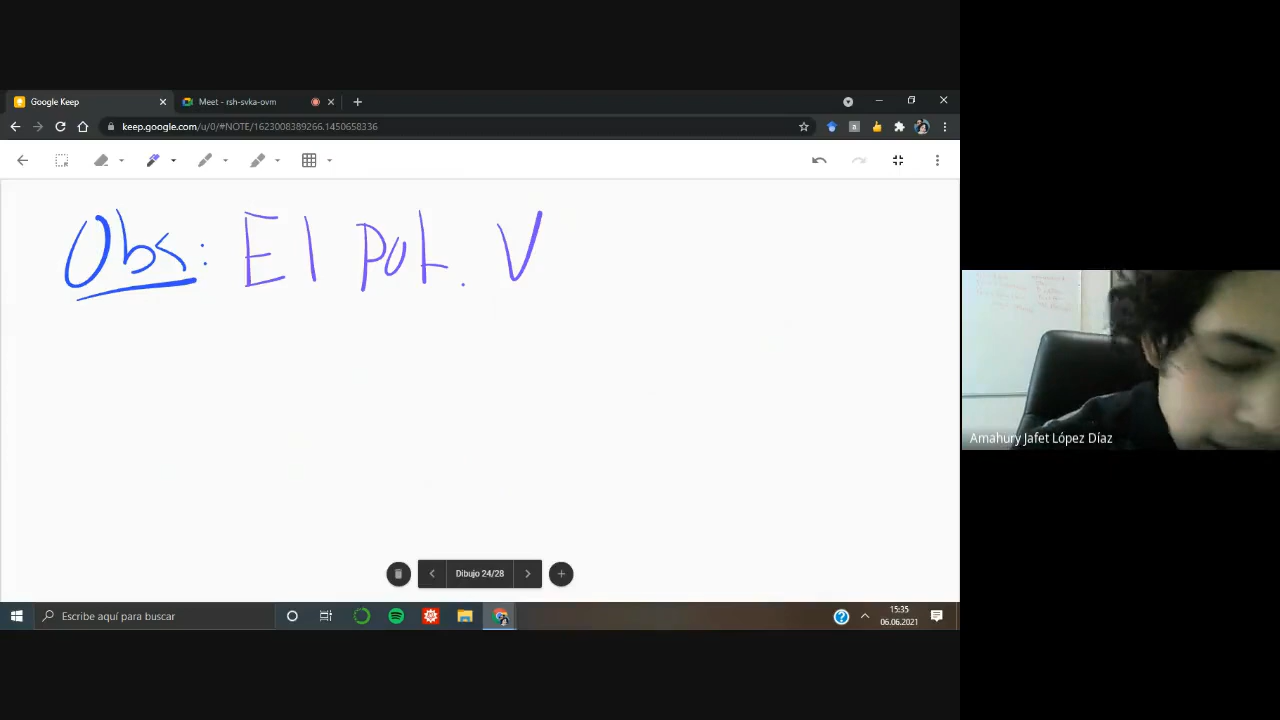 Google Keep
Meet - rsh-svka-ovm
keep.google.com/u/0/#NOTE/1623008389266.1450658336
Obs: El pot. V
Amahury Jafet López Díaz
Dibujo 24/28
Escribe aquí para buscar
15:35
06.06.2021